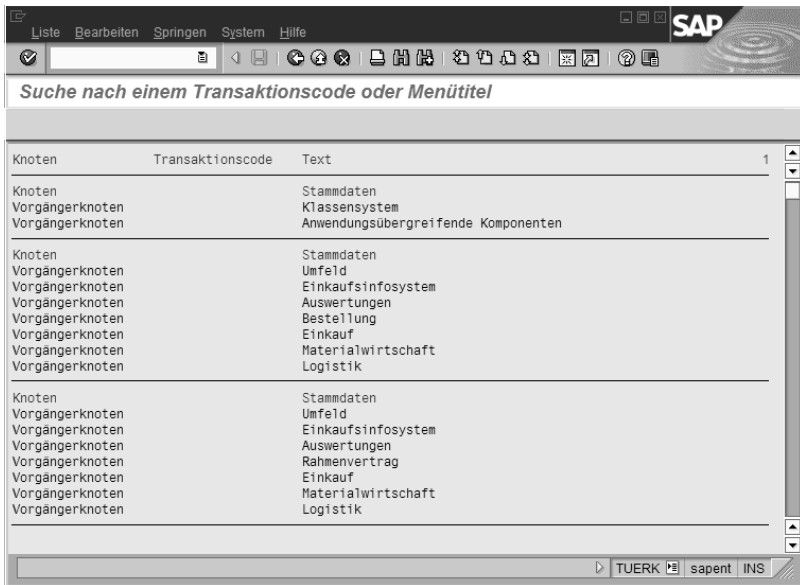 Liste Bearbeiten Springen System Hilfe
SAP
Suche nach einem Transaktionscode oder Menütitel
Knoten Transaktionscode Text 1
Knoten Stammdaten
Vorgängerknoten Klassensystem
Vorgängerknoten Anwendungsübergreifende Komponenten
Knoten Stammdaten
Vorgängerknoten Umfeld
Vorgängerknoten Einkaufsinfosystem
Vorgängerknoten Auswertungen
Vorgängerknoten Bestellung
Vorgängerknoten Einkauf
Vorgängerknoten Materialwirtschaft
Vorgängerknoten Logistik
Knoten Stammdaten
Vorgängerknoten Umfeld
Vorgängerknoten Einkaufsinfosystem
Vorgängerknoten Auswertungen
Vorgängerknoten Rahmenvertrag
Vorgängerknoten Einkauf
Vorgängerknoten Materialwirtschaft
Vorgängerknoten Logistik
TUERK sapent INS